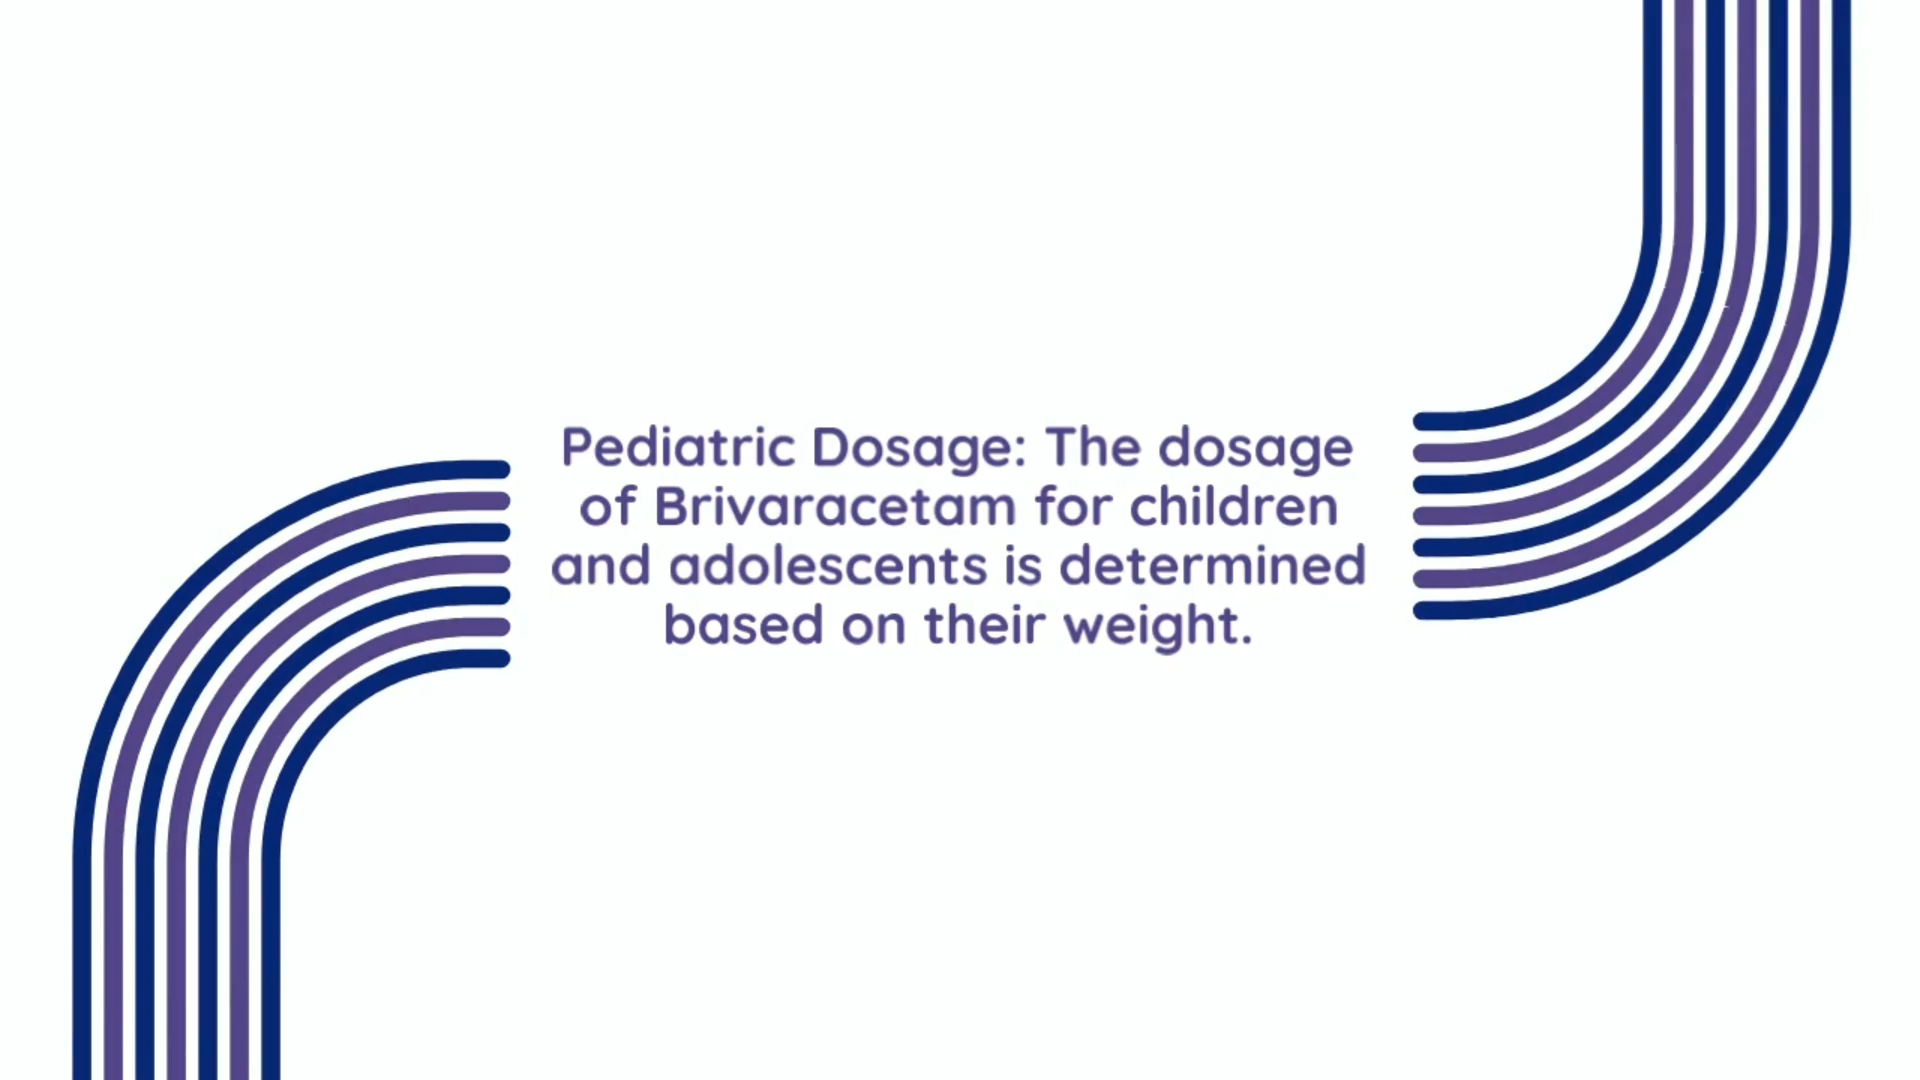 Pediatric Dosage: The dosage
of Brivaracetam for children
and adolescents is determined
based on their weight.